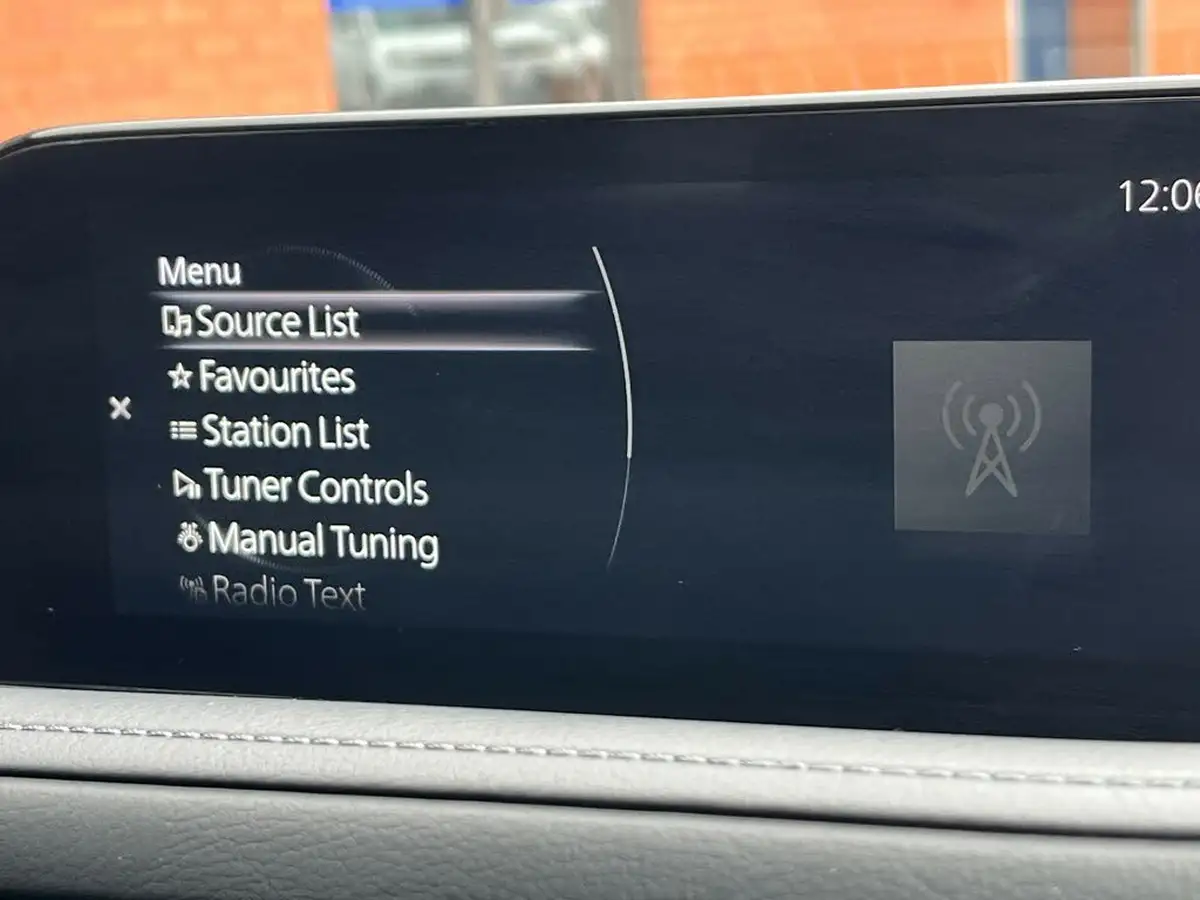 12:06
Menu
Source List
Favourites
Station List
Tuner Controls
Manual Tuning
Radio Text